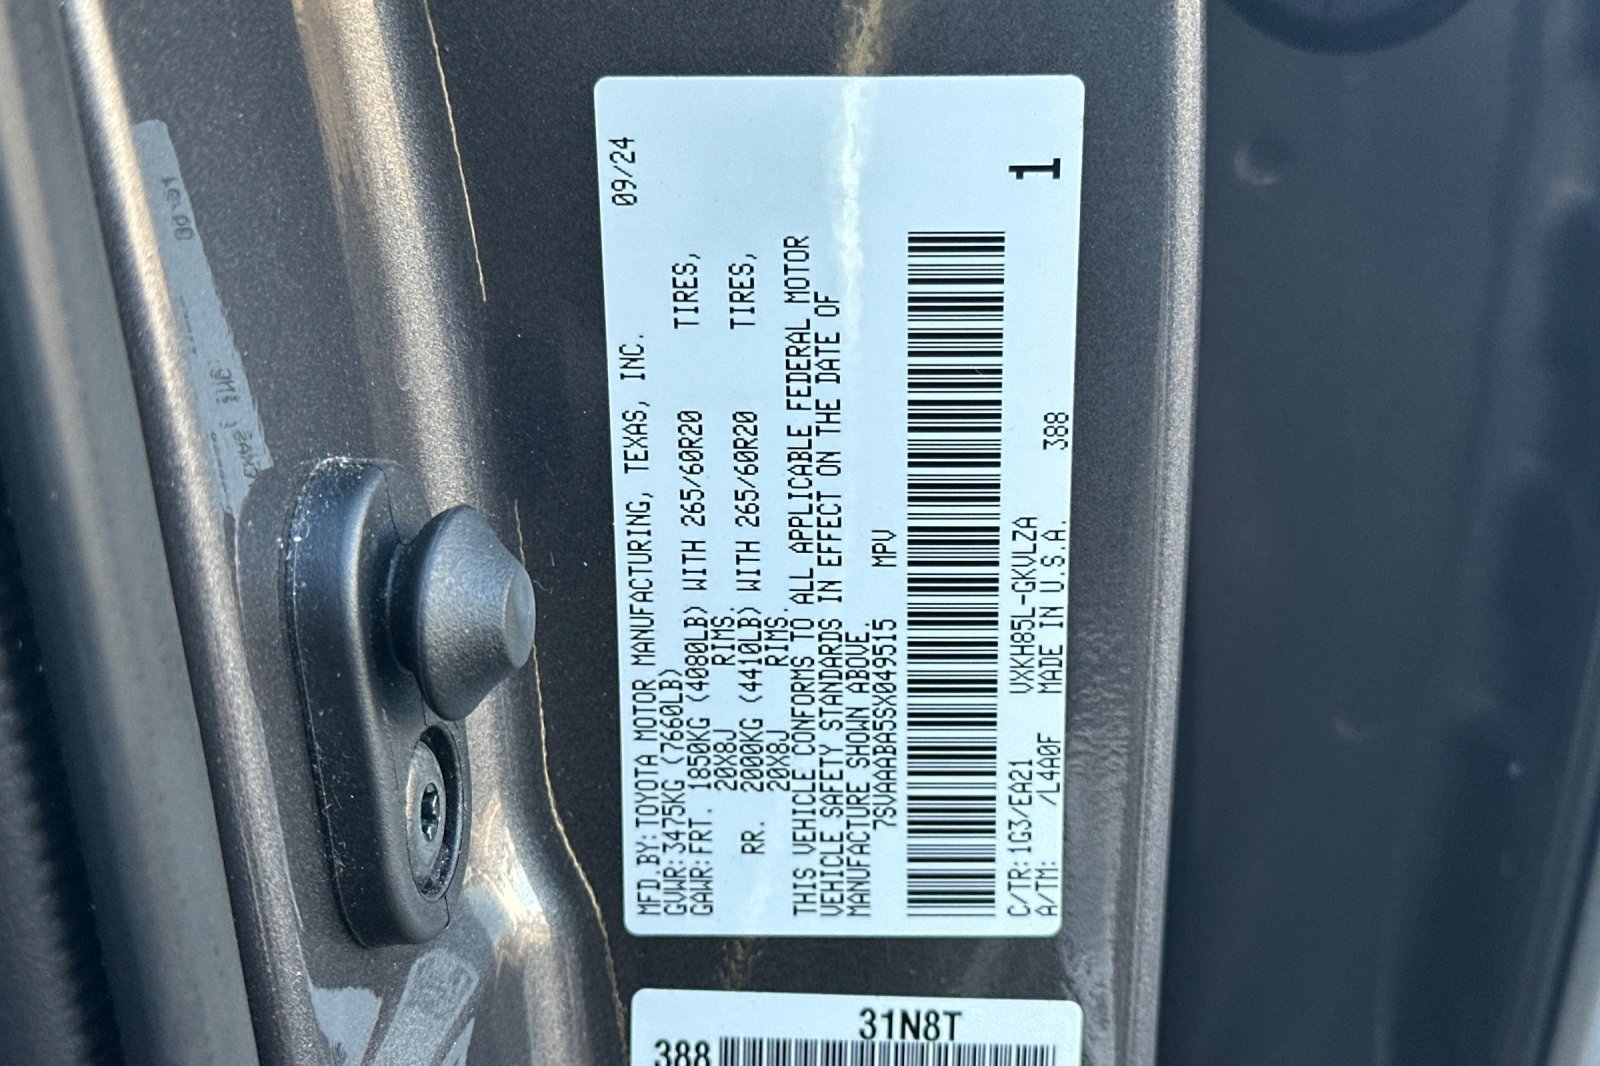 MFD.BY: TOYOTA MOTOR MANUFACTURING, TEXAS, INC. 09/24
GVWR: 3475KG (7660LB)
GAWR: FRT. 1850KG (4080LB) WITH 265/60R20 TIRES,
20X8J RIMS.
RR. 2000KG (4410LB) WITH 265/60R20 TIRES,
20X8J RIMS.
THIS VEHICLE CONFORMS TO ALL APPLICABLE FEDERAL MOTOR
VEHICLE SAFETY STANDARDS IN EFFECT ON THE DATE OF
MANUFACTURE SHOWN ABOVE.
7SVAAABA5SX049515 MPV
C/TR: 1G3/EA21 VXKH85L-GKVLZA 1
A/TM: /L4A0F MADE IN U.S.A. 388
31N8T
388